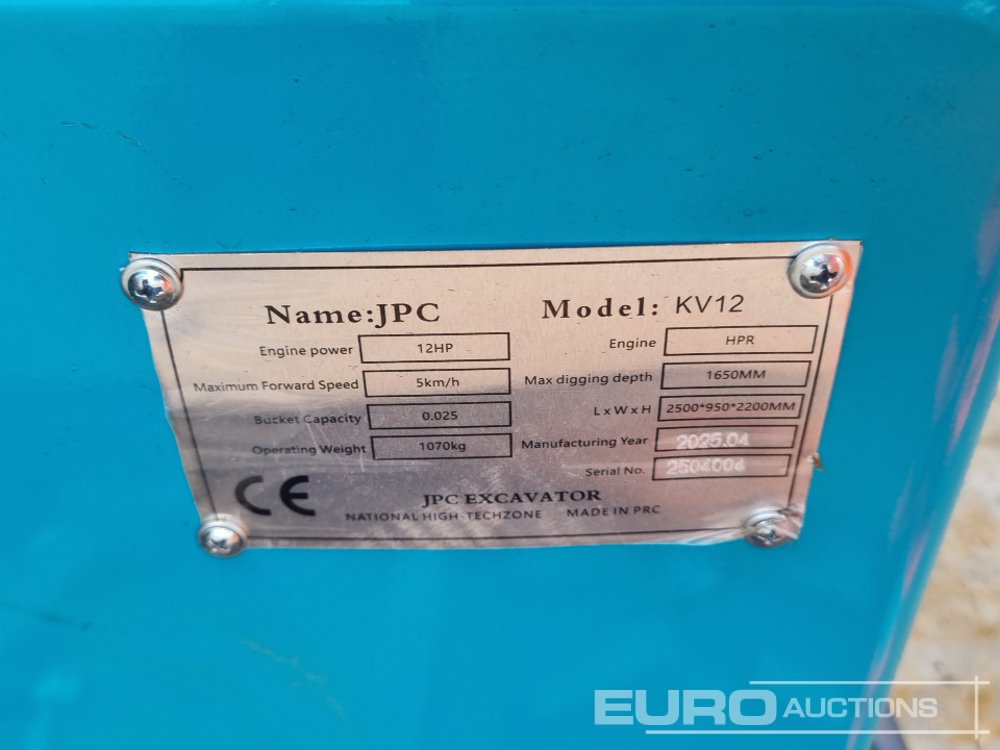 Name:JPC Model: KV12
Engine power 12HP Engine HPR
Maximum Forward Speed 5km/h Max digging depth 1650MM
Bucket Capacity 0.025 LxWxH 2500*950*2200MM
Operating Weight 1070kg Manufacturing Year 2025.04
Serial No. 2504004
CE JPC EXCAVATOR
NATIONAL HIGH-TECHZONE MADE IN PRC
EURO AUCTIONS